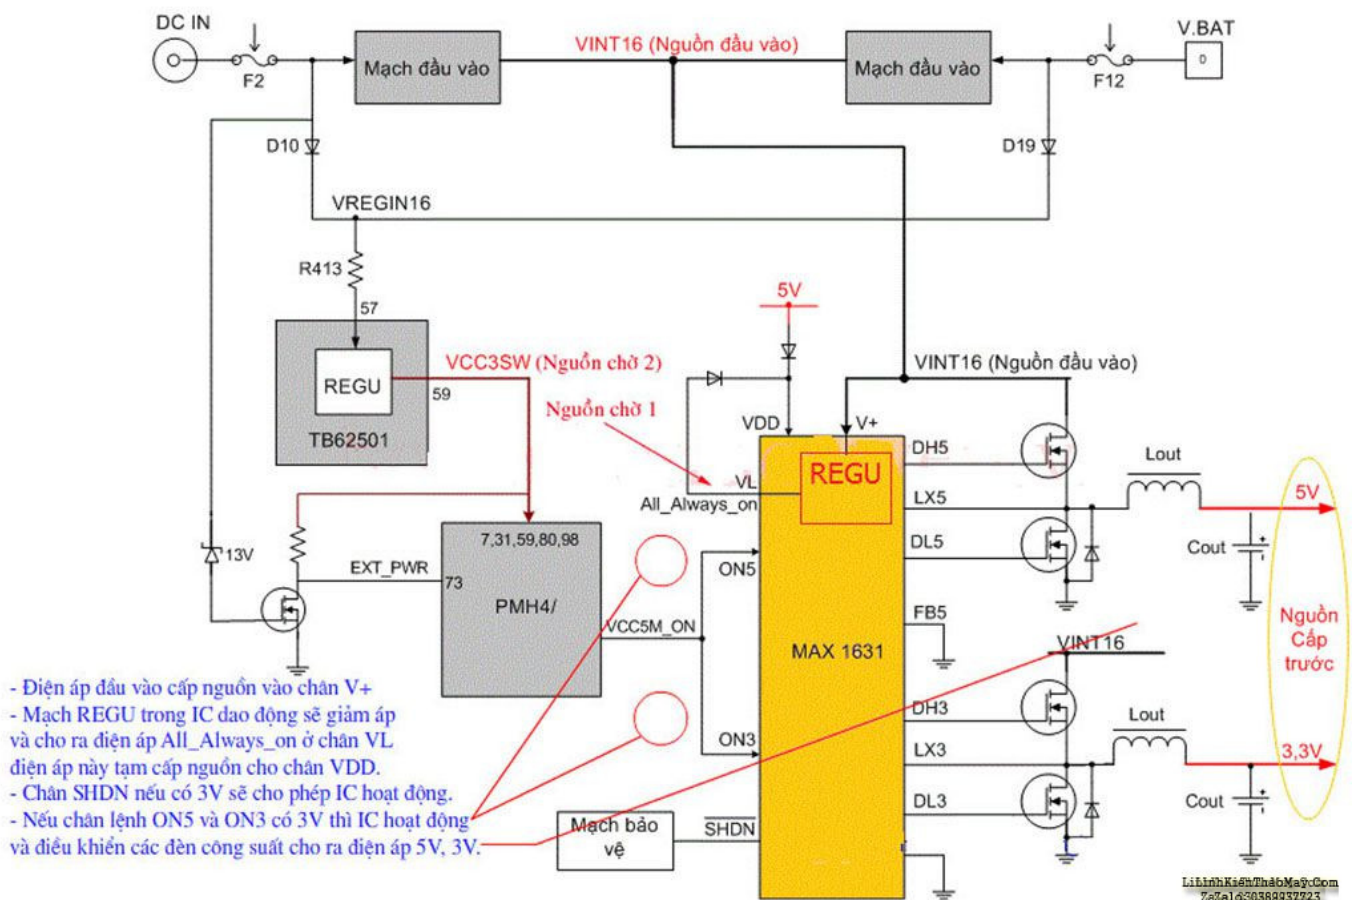 DC IN
V.BAT
VINT16 (Nguồn đầu vào)
Mạch đầu vào
Mạch đầu vào
0
F2
F12
D10
D19
VREGIN16
R413
57
5V
VCC3SW (Nguồn chờ 2)
VINT16 (Nguồn đầu vào)
REGU
59
Nguồn chờ 1
VDD
V+
TB62501
DH5
Lout
REGU
VL
All_Always_on
LX5
5V
7,31,59,80,98
DL5
Cout
13V
EXT_PWR
73
ON5
PMH4/
FB5
Nguồn
Cấp
trước
VCC5M_ON
MAX 1631
VINT16
- Điện áp đầu vào cấp nguồn vào chân V+
- Mạch REGU trong IC dao động sẽ giảm áp
và cho ra điện áp All_Always_on ở chân VL
điện áp này tạm cấp nguồn cho chân VDD.
- Chân SHDN nếu có 3V sẽ cho phép IC hoạt động.
- Nếu chân lệnh ON5 và ON3 có 3V thì IC hoạt động
và điều khiển các đèn công suất cho ra điện áp 5V, 3V.
DH3
Lout
ON3
LX3
3,3V
DL3
Cout
Mạch bảo
vệ
SHDN